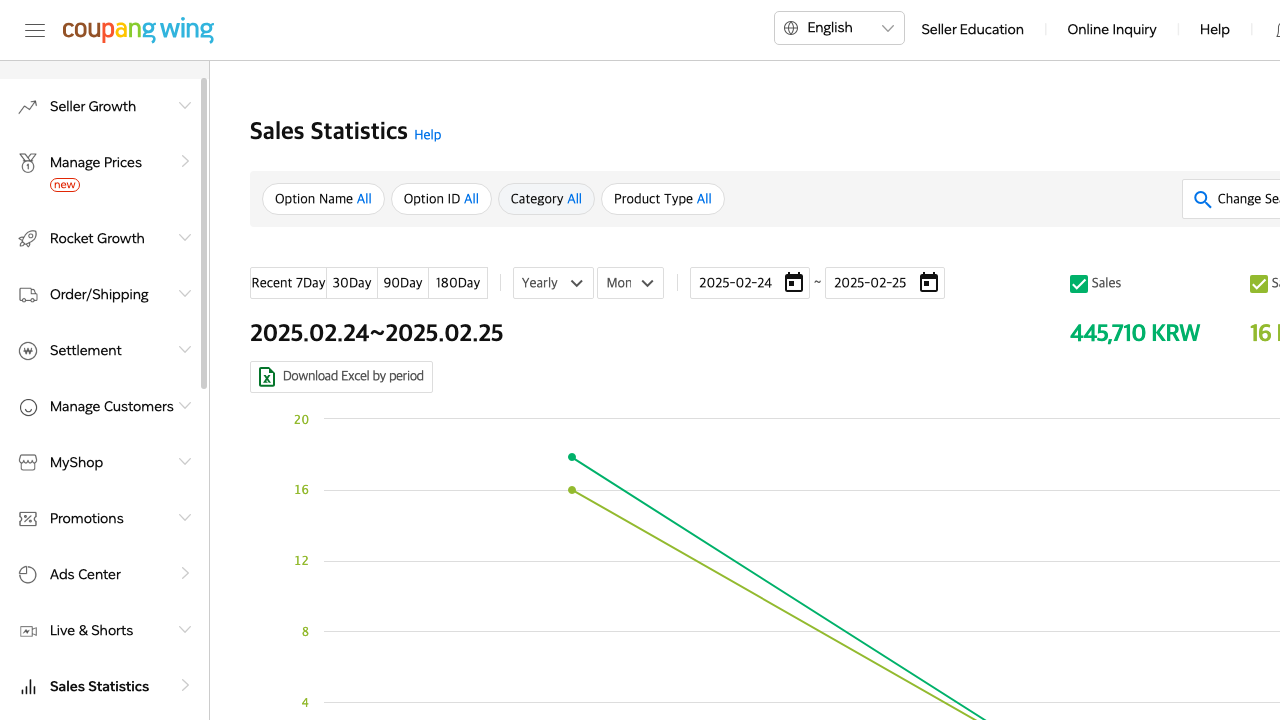 coupang wing
English
Seller Education
Online Inquiry
Help
Seller Growth
Manage Prices
new
Rocket Growth
Order/Shipping
Settlement
Manage Customers
MyShop
Promotions
Ads Center
Live & Shorts
Sales Statistics
Sales Statistics Help
Option Name All
Option ID All
Category All
Product Type All
Change Sea
Recent 7Day 30Day 90Day 180Day
Yearly
Mon
2025-02-24 ~ 2025-02-25
Sales
2025.02.24~2025.02.25
445,710 KRW
16
Download Excel by period
20
16
12
8
4